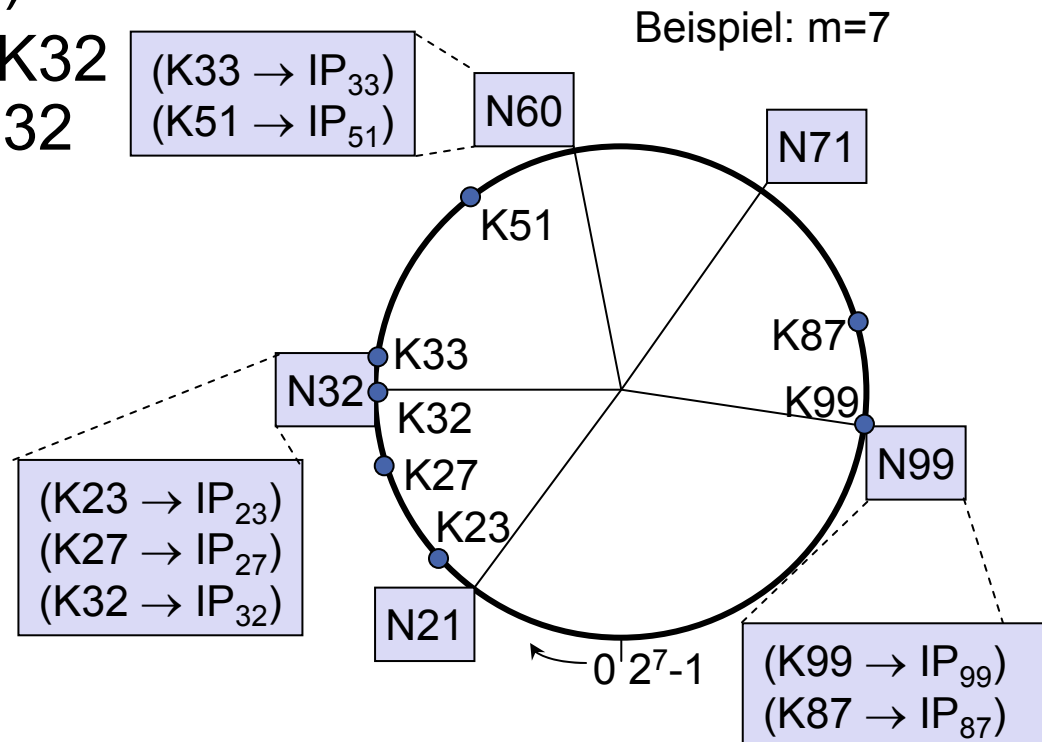 )
K32
32
Beispiel: m=7
(K33 → IP₃₃)
(K51 → IP₅₁)
N60
N71
K51
K87
K33
N32
K32
K99
K27
N99
(K23 → IP₂₃)
(K27 → IP₂₇)
(K32 → IP₃₂)
K23
N21
0 2⁷-1
(K99 → IP₉₉)
(K87 → IP₈₇)